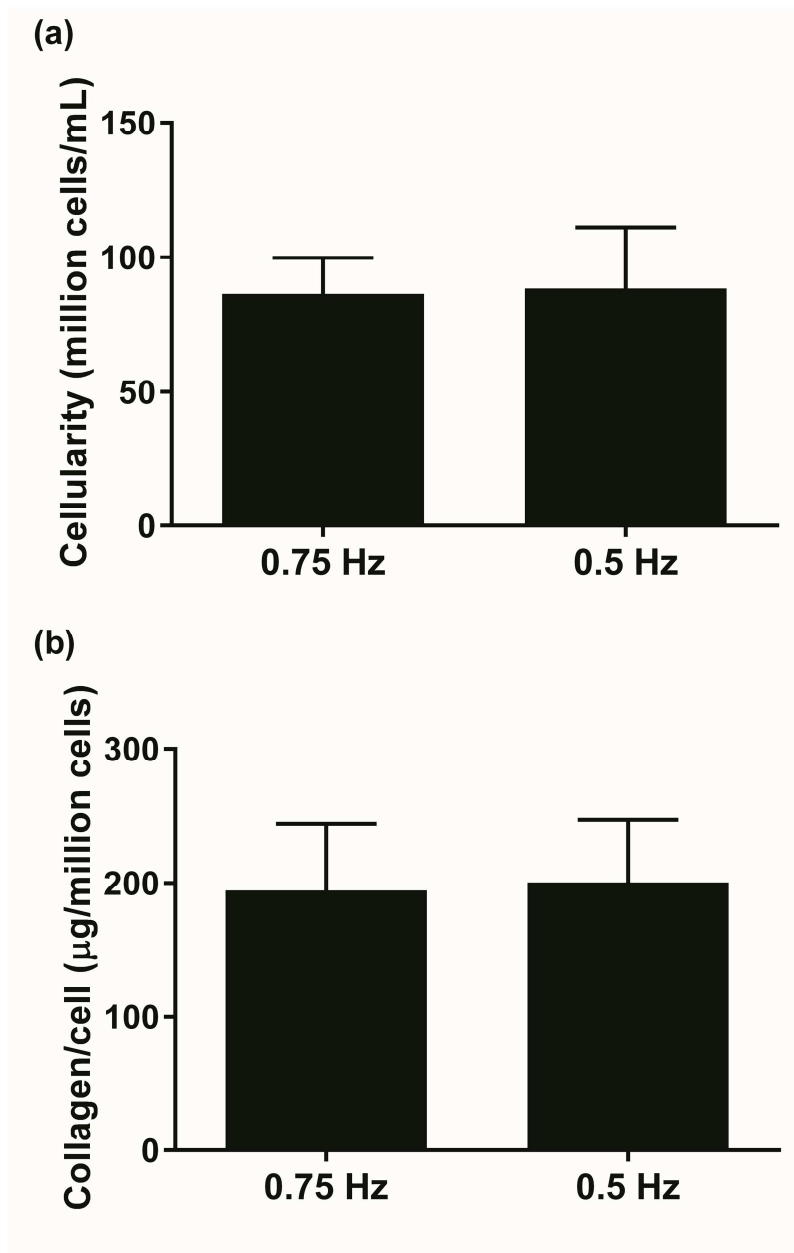 (a)
Cellularity (million cells/mL)
150
100
50
0
0.75 Hz 0.5 Hz
(b)
Collagen/cell (μg/million cells)
300
200
100
0
0.75 Hz 0.5 Hz